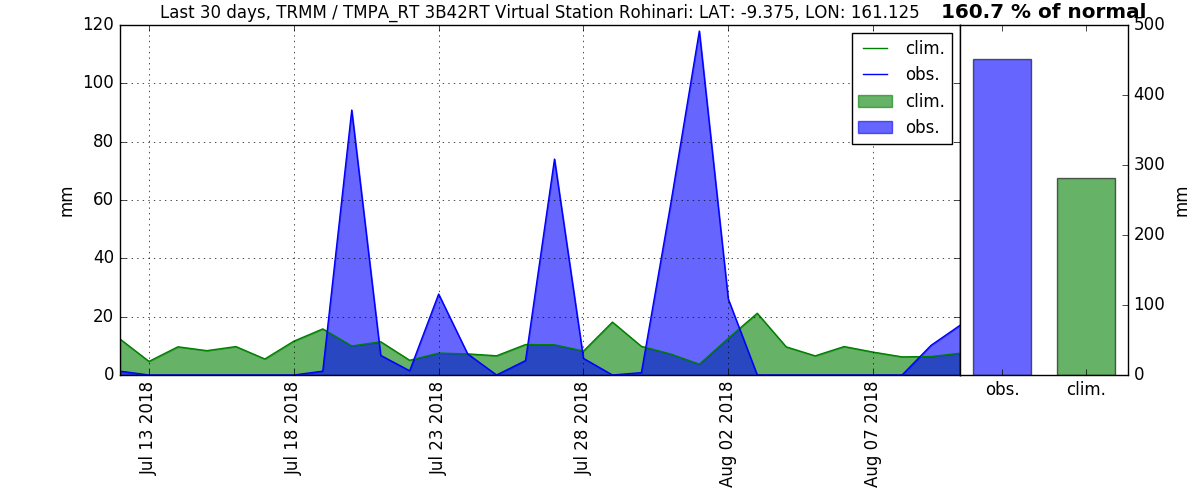 Last 30 days, TRMM / TMPA_RT 3B42RT Virtual Station Rohinari: LAT: -9.375, LON: 161.125
160.7 % of normal
120
100
80
60
40
20
0
mm
clim.
obs.
clim.
obs.
Jul 13 2018
Jul 18 2018
Jul 23 2018
Jul 28 2018
Aug 02 2018
Aug 07 2018
500
400
300
200
100
0
mm
obs.
clim.